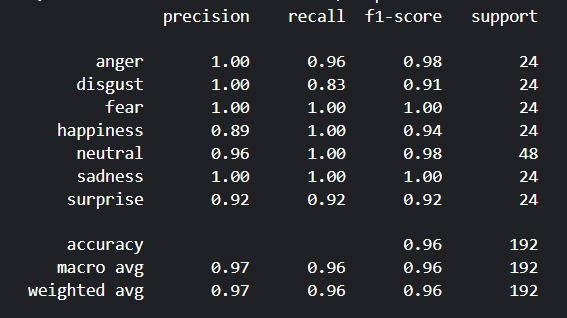 precision recall f1-score support
anger 1.00 0.96 0.98 24
disgust 1.00 0.83 0.91 24
fear 1.00 1.00 1.00 24
happiness 0.89 1.00 0.94 24
neutral 0.96 1.00 0.98 48
sadness 1.00 1.00 1.00 24
surprise 0.92 0.92 0.92 24
accuracy 0.96 192
macro avg 0.97 0.96 0.96 192
weighted avg 0.97 0.96 0.96 192